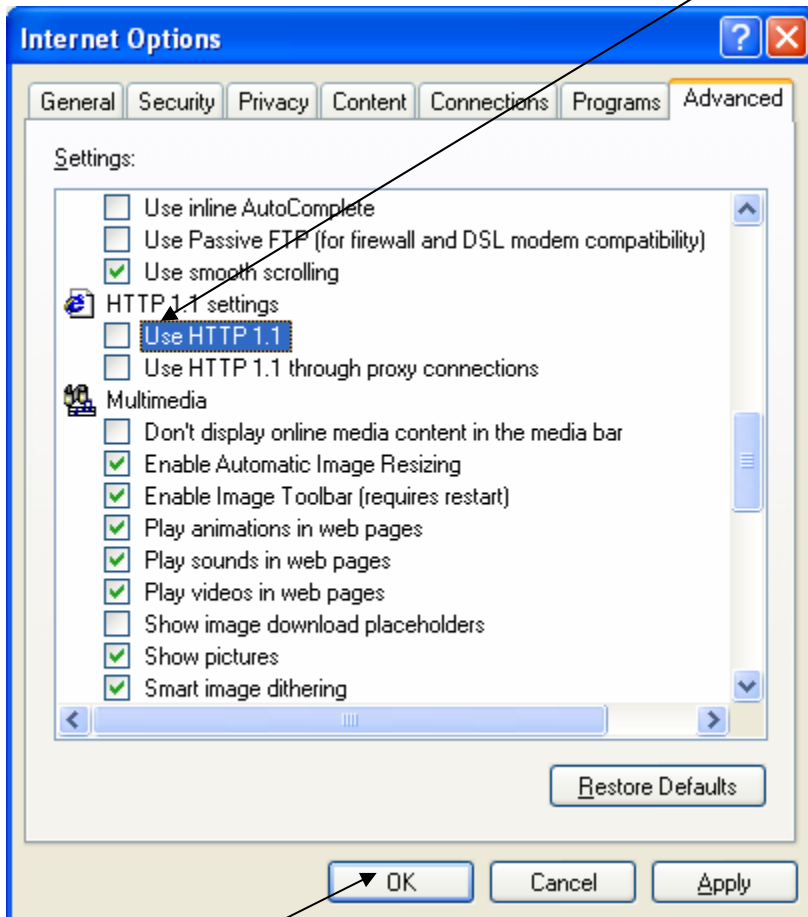 Internet Options
General Security Privacy Content Connections Programs Advanced
Settings:
Use inline AutoComplete
Use Passive FTP (for firewall and DSL modem compatibility)
Use smooth scrolling
HTTP 1.1 settings
Use HTTP 1.1
Use HTTP 1.1 through proxy connections
Multimedia
Don't display online media content in the media bar
Enable Automatic Image Resizing
Enable Image Toolbar (requires restart)
Play animations in web pages
Play sounds in web pages
Play videos in web pages
Show image download placeholders
Show pictures
Smart image dithering
Restore Defaults
OK Cancel Apply